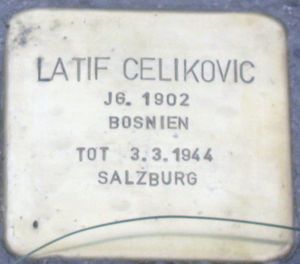 LATIF CELIKOVIC
JG. 1902
BOSNIEN
TOT 3.3.1944
SALZBURG